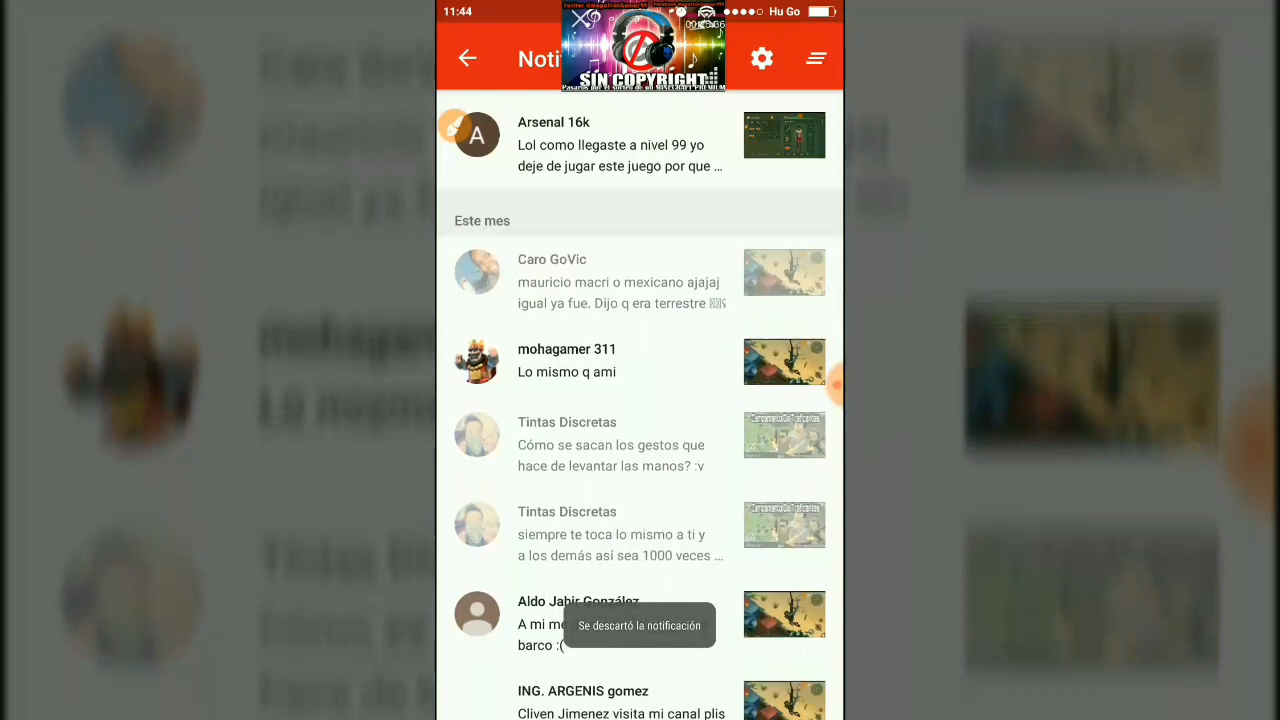 11:44
Hu Go
Noti
SIN COPYRIGHT
Arsenal 16k
Lol como llegaste a nivel 99 yo
deje de jugar este juego por que ...
Este mes
Caro GoVic
mauricio macri o mexicano ajajaj
igual ya fue. Dijo q era terrestre
mohagamer 311
Lo mismo q ami
Tintas Discretas
Cómo se sacan los gestos que
hace de levantar las manos? :v
Tintas Discretas
siempre te toca lo mismo a ti y
a los demás así sea 1000 veces ...
Aldo Jabir González
A mi me
barco :(
Se descartó la notificación
ING. ARGENIS gomez
Cliven Jimenez visita mi canal plis